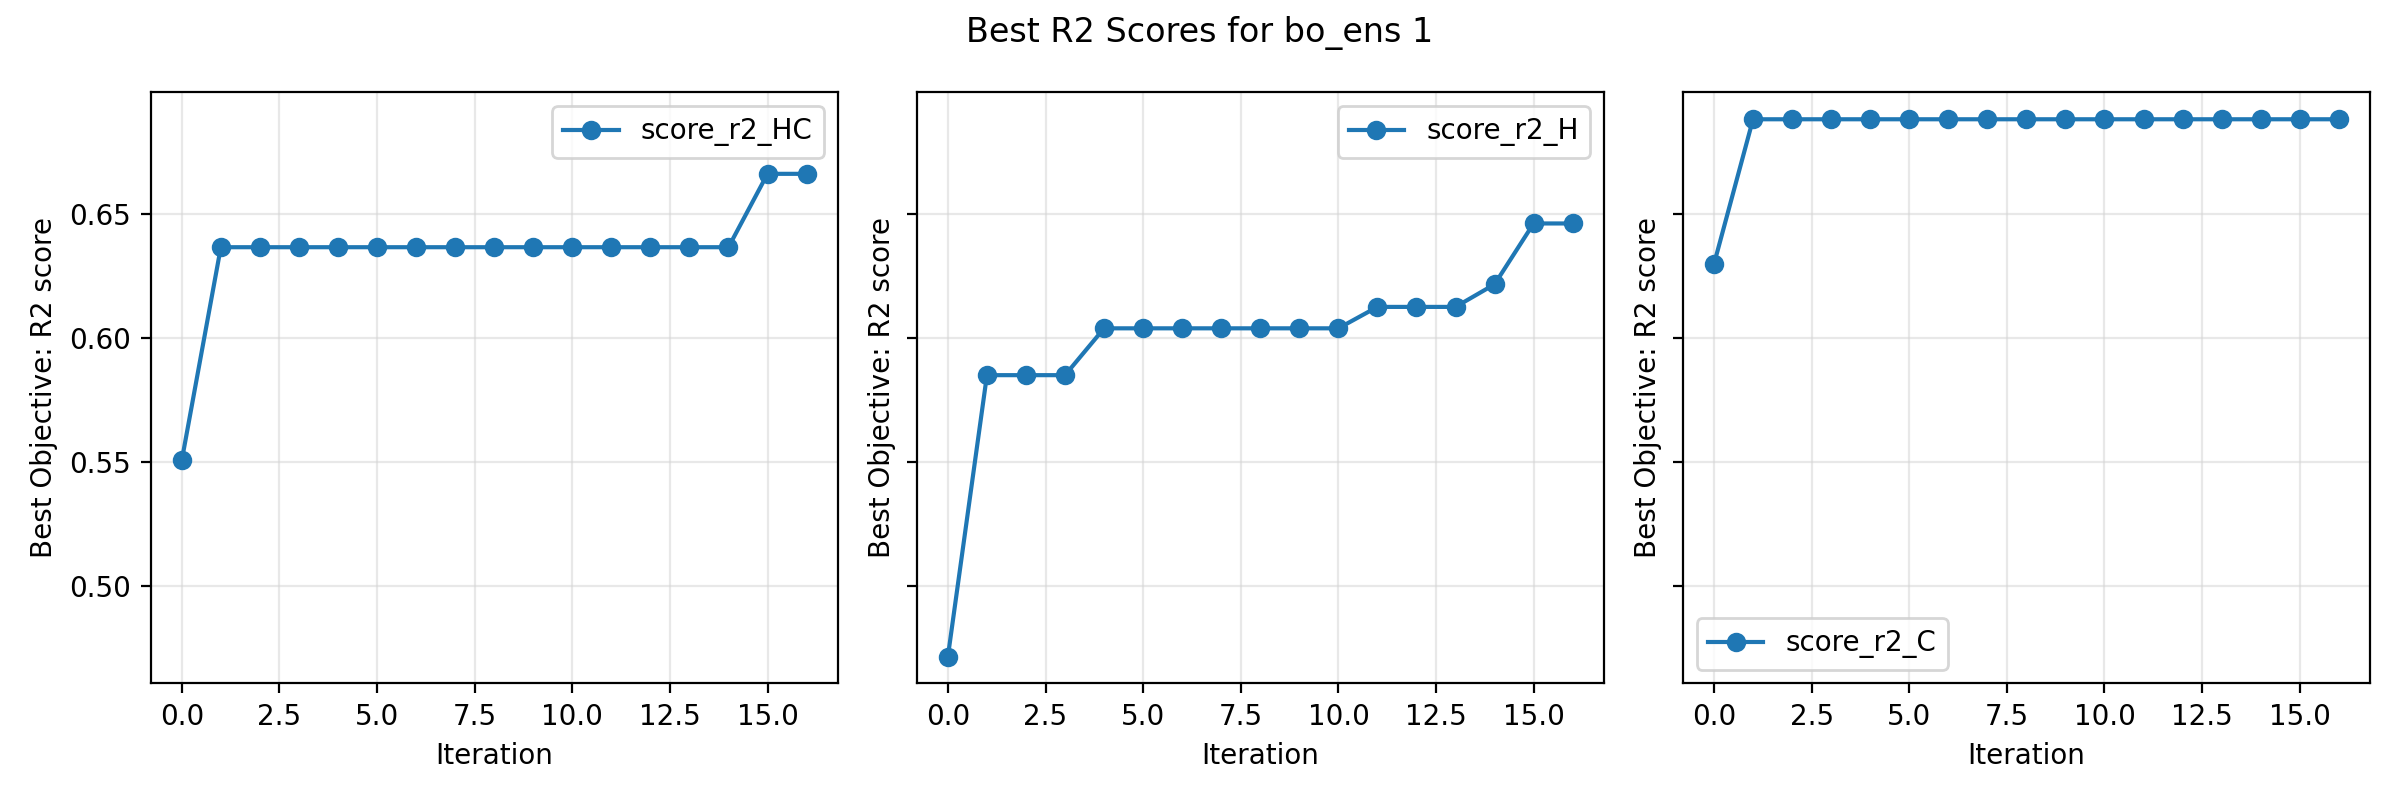 Best R2 Scores for bo_ens 1
Best Objective: R2 score
0.65
0.60
0.55
0.50
score_r2_HC
0.0 2.5 5.0 7.5 10.0 12.5 15.0
Iteration
Best Objective: R2 score
score_r2_H
0.0 2.5 5.0 7.5 10.0 12.5 15.0
Iteration
Best Objective: R2 score
score_r2_C
0.0 2.5 5.0 7.5 10.0 12.5 15.0
Iteration